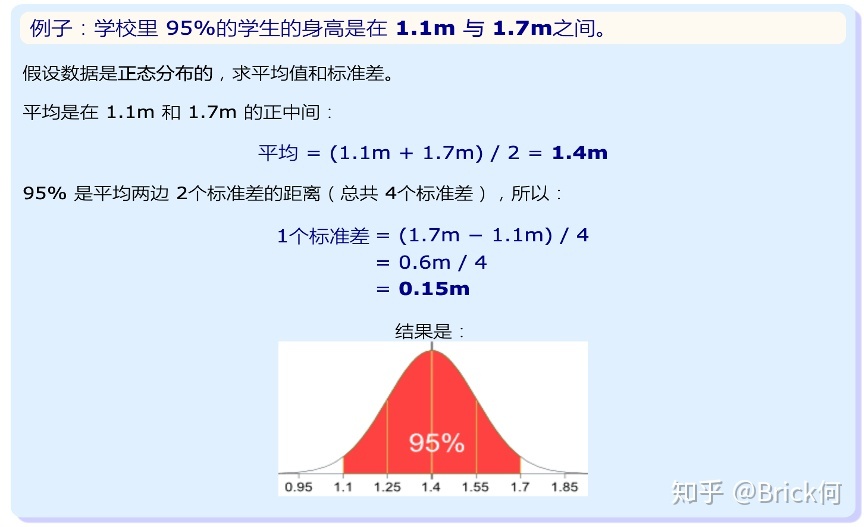 例子：学校里 95%的学生的身高是在 1.1m 与 1.7m之间。
假设数据是正态分布的，求平均值和标准差。
平均是在 1.1m 和 1.7m 的正中间：
平均 = (1.1m + 1.7m) / 2 = 1.4m
95% 是平均两边 2个标准差的距离（总共 4个标准差），所以：
1个标准差 = (1.7m − 1.1m) / 4
= 0.6m / 4
= 0.15m
结果是：
95%
0.95 1.1 1.25 1.4 1.55 1.7 1.85
知乎 @Brick何